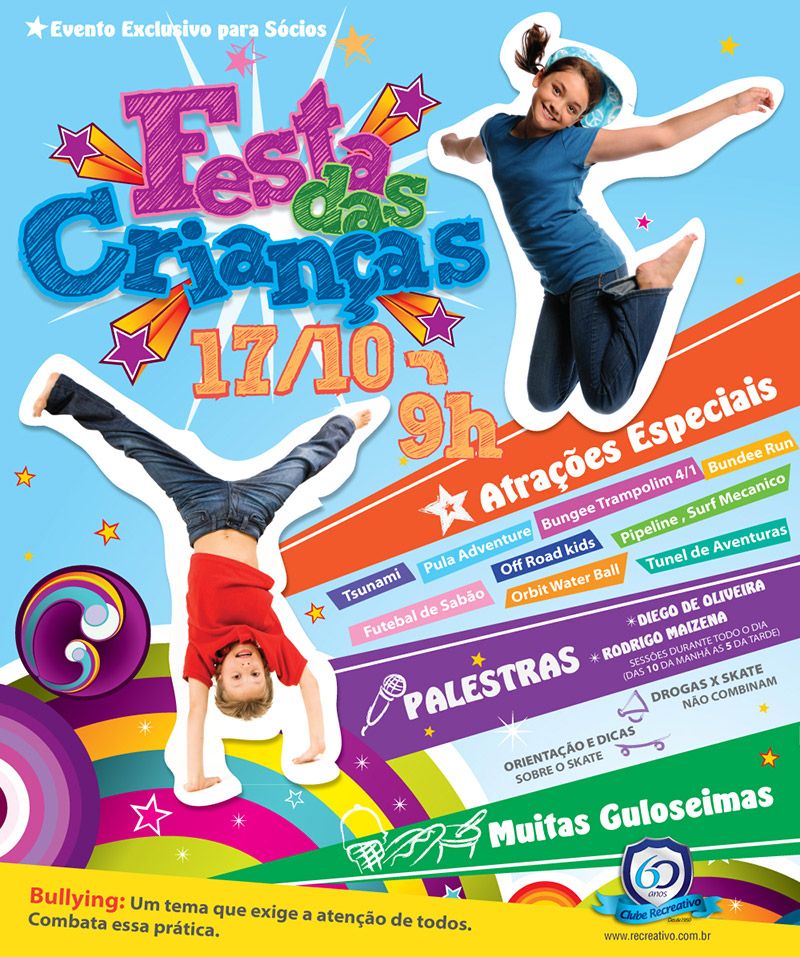 Evento Exclusivo para Sócios
Festa
das
Crianças
17/10
9h
Atrações Especiais
Tsunami
Pula Adventure
Bungee Trampolim 4/1
Bundee Run
Futebal de Sabão
Off Road kids
Pipeline , Surf Mecanico
Orbit Water Ball
Tunel de Aventuras
PALESTRAS
DIEGO DE OLIVEIRA
RODRIGO MAIZENA
SESSÕES DURANTE TODO O DIA
(DAS 10 DA MANHÃ AS 5 DA TARDE)
DROGAS X SKATE
NÃO COMBINAM
ORIENTAÇÃO E DICAS
SOBRE O SKATE
Muitas Guloseimas
60
anos
Clube Recreativo
Desde 1950
www.recreativo.com.br
Bullying: Um tema que exige a atenção de todos.
Combata essa prática.